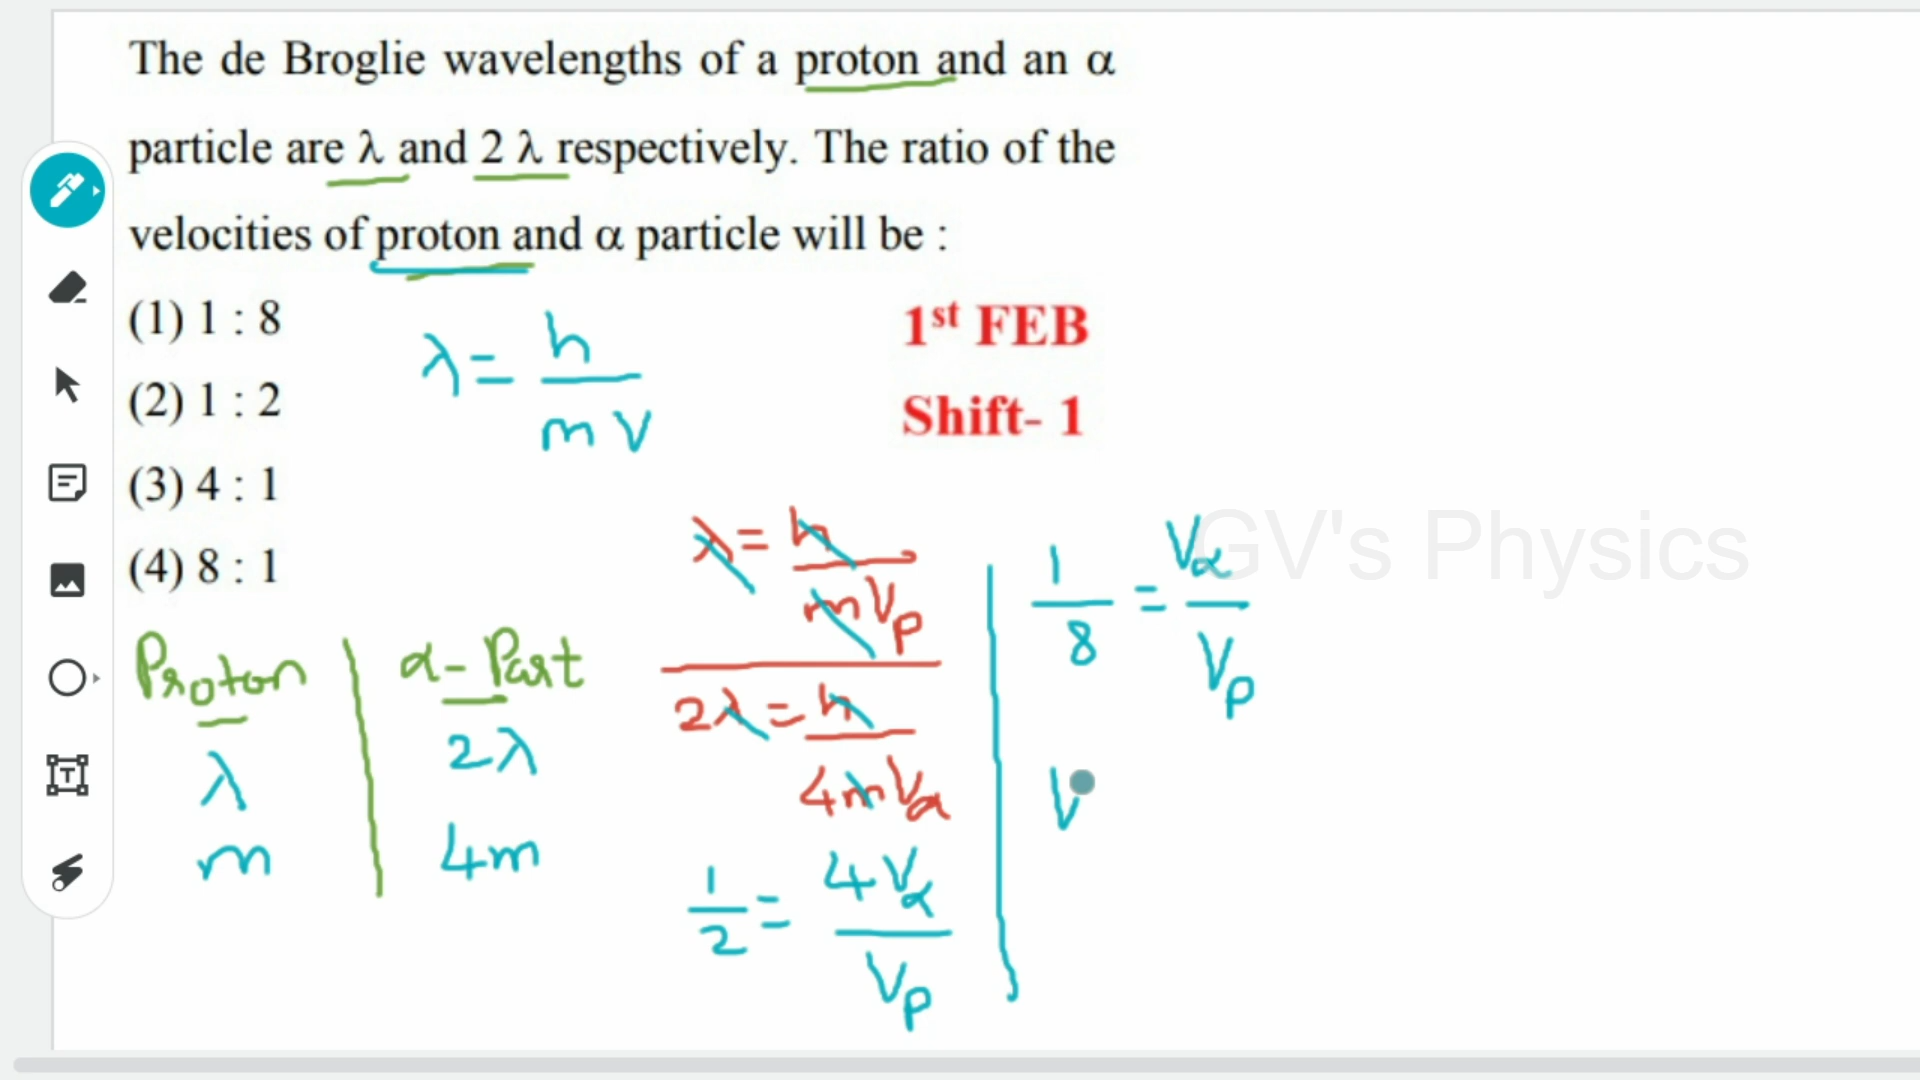 The de Broglie wavelengths of a proton and an α
particle are λ and 2 λ respectively. The ratio of the
velocities of proton and α particle will be :
(1) 1 : 8
(2) 1 : 2
(3) 4 : 1
(4) 8 : 1
1st FEB
Shift- 1
λ = h / mV
Proton | α - Part
λ | 2λ
m | 4m
λ = h / mVp
2λ = h / 4mVα
1/2 = 4Vα / Vp
1/8 = Vα / Vp
V
GV's Physics